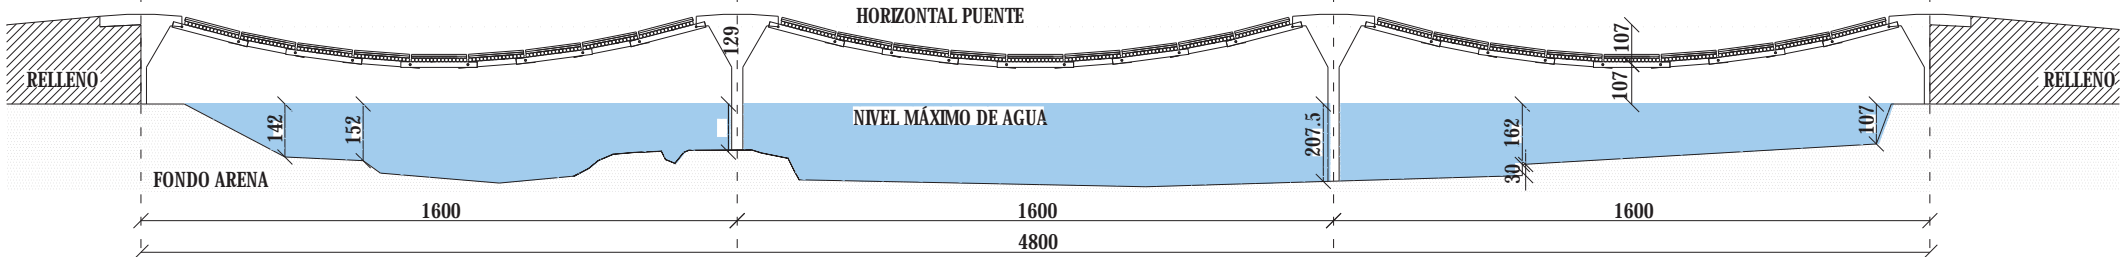 HORIZONTAL PUENTE
129
107
107
RELLENO
RELLENO
NIVEL MÁXIMO DE AGUA
142
152
207.5
162
107
30
FONDO ARENA
1600
1600
1600
4800